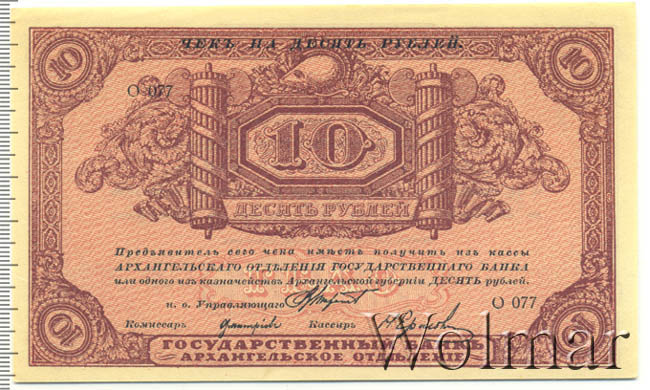 ЧЕКЪ НА ДЕСЯТЬ РУБЛЕЙ.
10 10
О 077
10
ДЕСЯТЬ РУБЛЕЙ
Предъявитель сего чека имѣетъ получить изъ кассы
АРХАНГЕЛЬСКАГО ОТДѢЛЕНІЯ ГОСУДАРСТВЕННАГО БАНКА
или одного изъ казначействъ Архангельской губерніи ДЕСЯТЬ рублей.
и. о. Управляющаго
О 077
Комиссаръ Кассиръ
10 10
ГОСУДАРСТВЕННЫЙ БАНКЪ
АРХАНГЕЛЬСКОЕ ОТДѢЛЕНІЕ
Wolmar